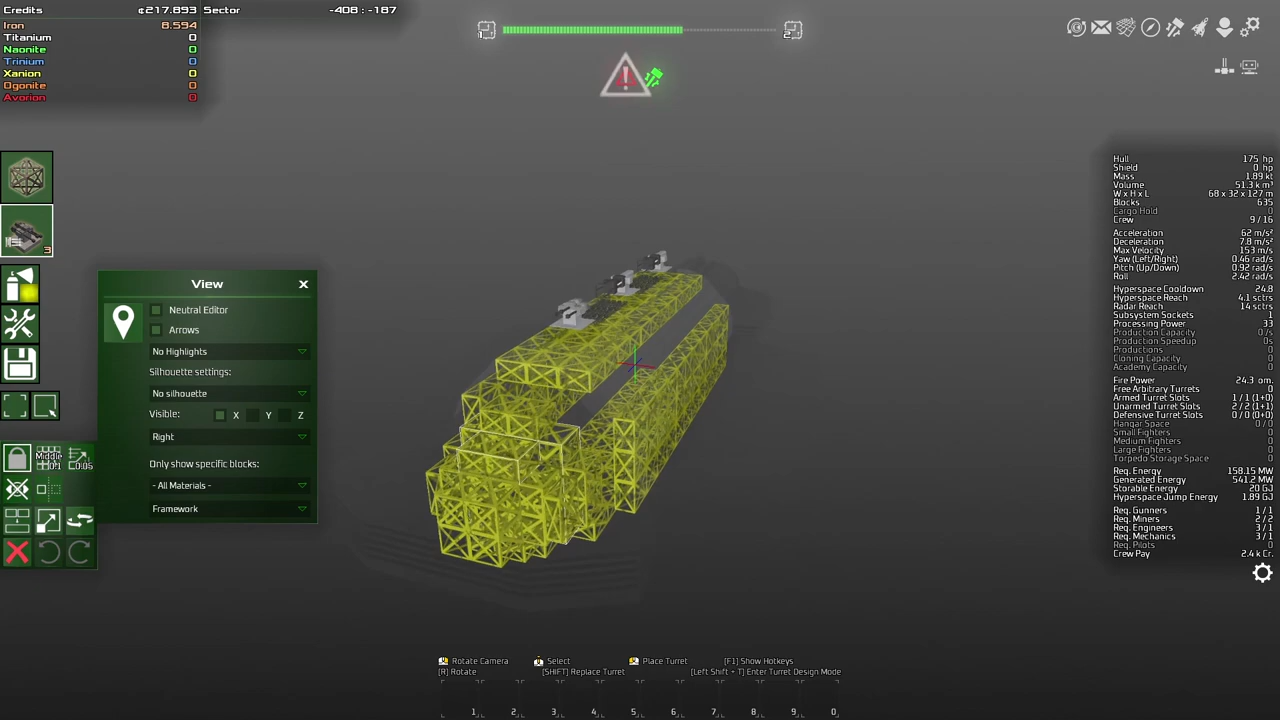 Credits ¢217.893 Sector -408 : -187
Iron 8.594
Titanium 0
Naonite 0
Trinium 0
Xanion 0
Ogonite 0
Avorion 0
1 2
3
View
Neutral Editor
Arrows
No Highlights
Silhouette settings:
No silhouette
Visible: X Y Z
Right
Only show specific blocks:
- All Materials -
Framework
Middle
0.05
Hull 175 hp
Shield 0 hp
Mass 1.89 kt
Volume 51.3 k m³
W x H x L 68 x 32 x 127 m
Blocks 635
Cargo Hold 0
Crew 9 / 16
Acceleration 62 m/s²
Deceleration 7.8 m/s²
Max Velocity 153 m/s
Yaw (Left/Right) 0.46 rad/s
Pitch (Up/Down) 0.92 rad/s
Roll 2.42 rad/s
Hyperspace Cooldown 24.8
Hyperspace Reach 4.1 sctrs
Radar Reach 14 sctrs
Subsystem Sockets 1
Processing Power 33
Production Capacity 0 /s
Production Speedup 0s
Productions 0
Cloning Capacity 0
Academy Capacity 0
Fire Power 24.3 om.
Free Arbitrary Turrets 0
Armed Turret Slots 1 / 1 (1+0)
Unarmed Turret Slots 2 / 2 (1+1)
Defensive Turret Slots 0 / 0 (0+0)
Hangar Space 0 / 0
Small Fighters 0
Medium Fighters 0
Large Fighters 0
Torpedo Storage Space 0
Req. Energy 158.15 MW
Generated Energy 541.2 MW
Storable Energy 20 GJ
Hyperspace Jump Energy 1.89 GJ
Req. Gunners 1 / 1
Req. Miners 2 / 2
Req. Engineers 3 / 1
Req. Mechanics 3 / 1
Req. Pilots 0
Crew Pay 2.4 k Cr.
Rotate Camera Select Place Turret [F1] Show Hotkeys
[R] Rotate [SHIFT] Replace Turret [Left Shift + T] Enter Turret Design Mode
1 2 3 4 5 6 7 8 9 0